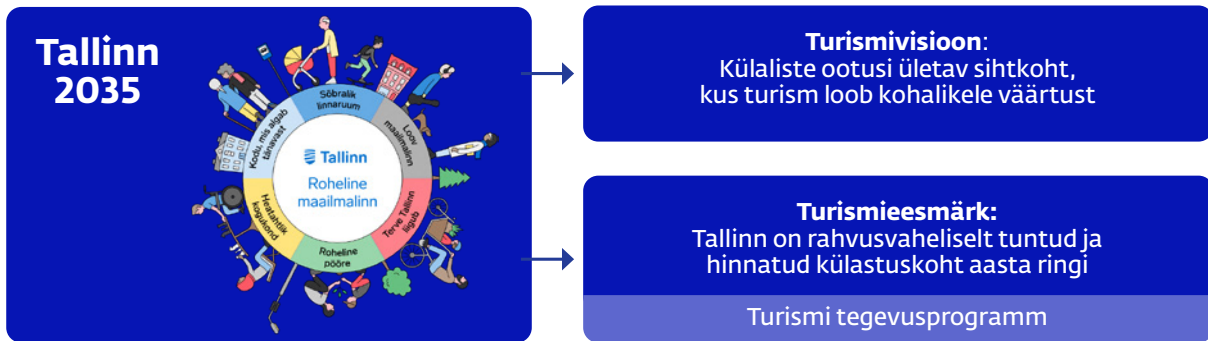 Tallinn
2035
Sõbralik
linnaruum
Loov
maailmalinn
Terve Tallinn
liigub
Roheline
pööre
Heatahtlik
kogukond
Kodu, mis algab
tänavast
Tallinn
Roheline
maailmalinn
Turismivisioon:
Külaliste ootusi ületav sihtkoht,
kus turism loob kohalikele väärtust
Turismieesmärk:
Tallinn on rahvusvaheliselt tuntud ja
hinnatud külastuskoht aasta ringi
Turismi tegevusprogramm